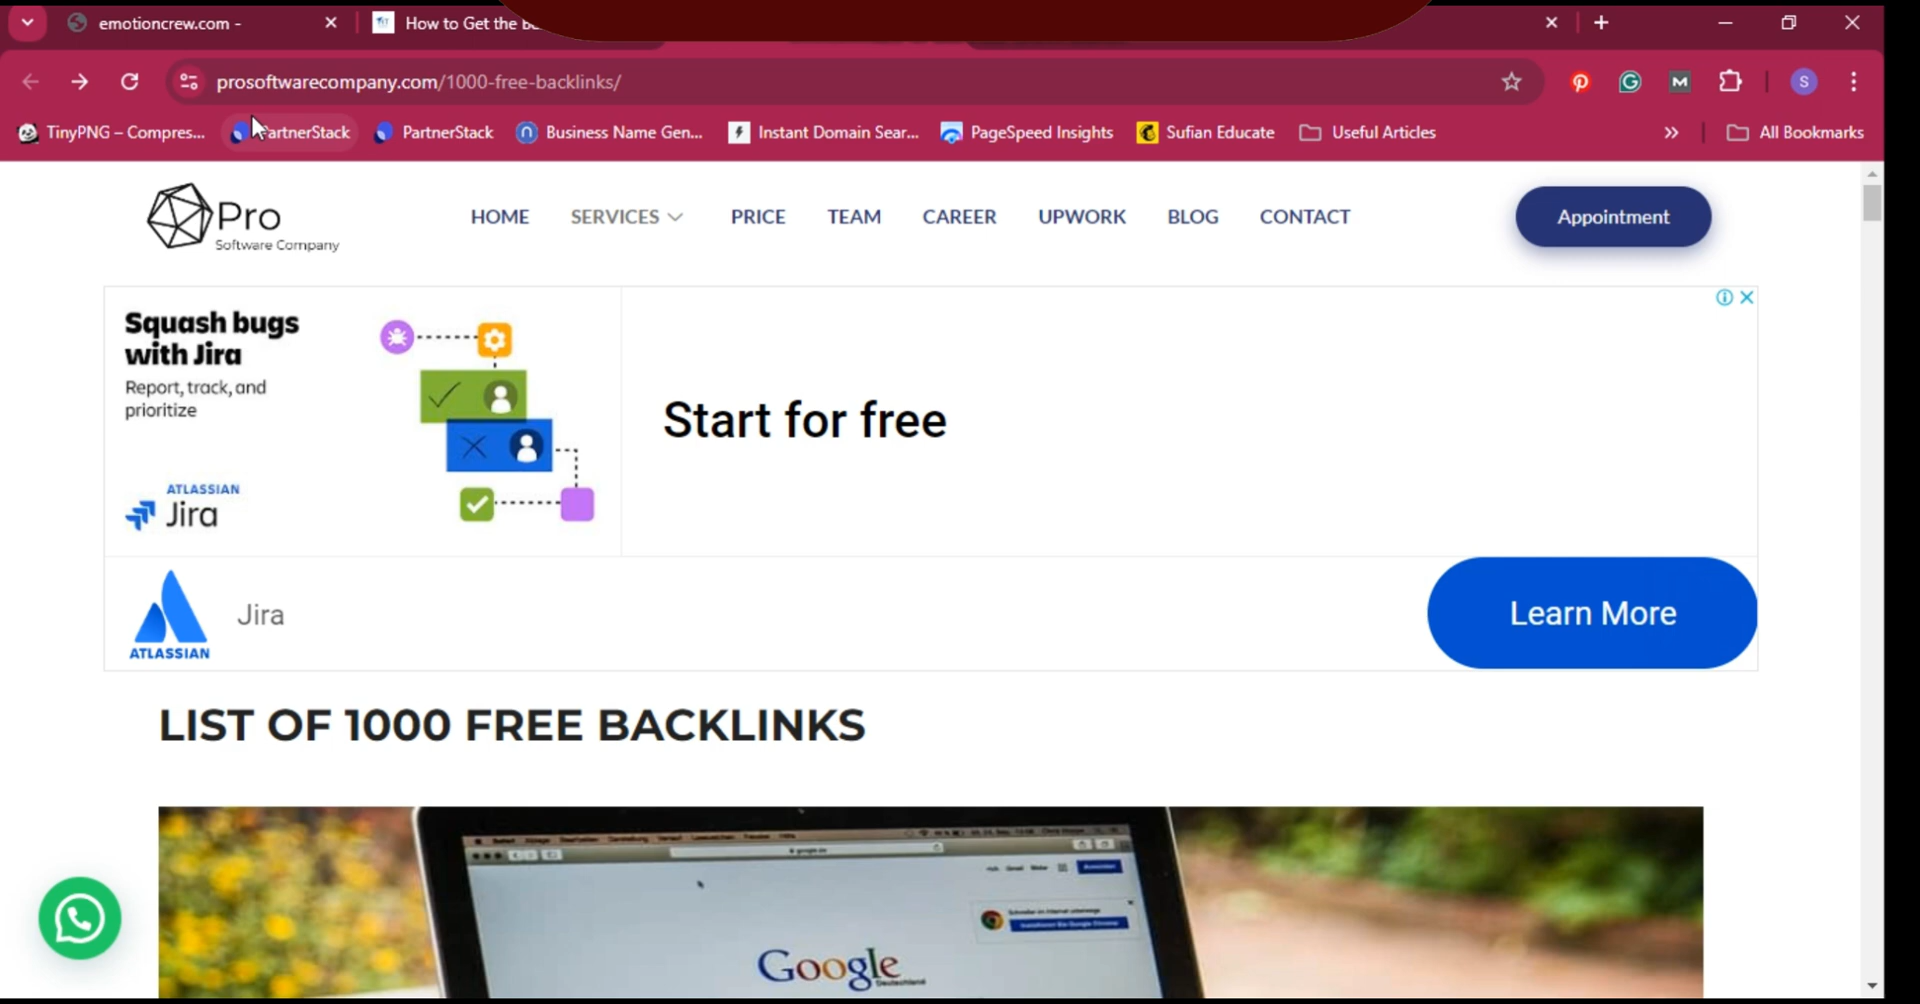 emotioncrew.com -
How to Get the
prosoftwarecompany.com/1000-free-backlinks/
S
TinyPNG – Compres...
PartnerStack
PartnerStack
Business Name Gen...
Instant Domain Sear...
PageSpeed Insights
Sufian Educate
Useful Articles
All Bookmarks
Pro
Software Company
HOME
SERVICES
PRICE
TEAM
CAREER
UPWORK
BLOG
CONTACT
Appointment
Squash bugs
with Jira
Report, track, and
prioritize
ATLASSIAN
Jira
Start for free
ATLASSIAN
Jira
Learn More
LIST OF 1000 FREE BACKLINKS
Google
Deutschland